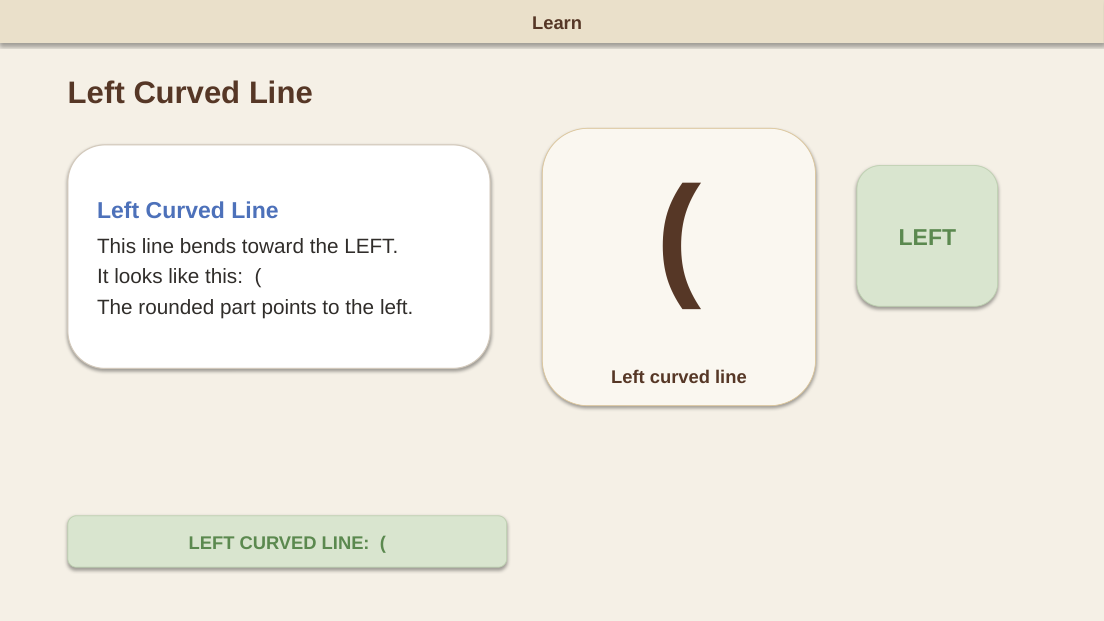 Learn
Left Curved Line
Left Curved Line
This line bends toward the LEFT.
It looks like this:  (
The rounded part points to the left.
(
Left curved line
LEFT
LEFT CURVED LINE:  (